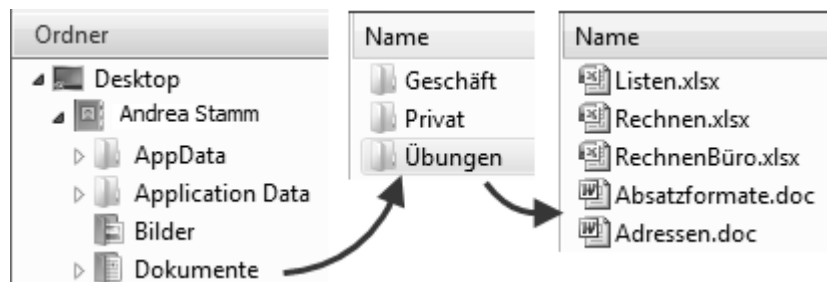 Ordner
Desktop
Andrea Stamm
AppData
Application Data
Bilder
Dokumente
Name
Geschäft
Privat
Übungen
Name
Listen.xlsx
Rechnen.xlsx
RechnenBüro.xlsx
Absatzformate.doc
Adressen.doc